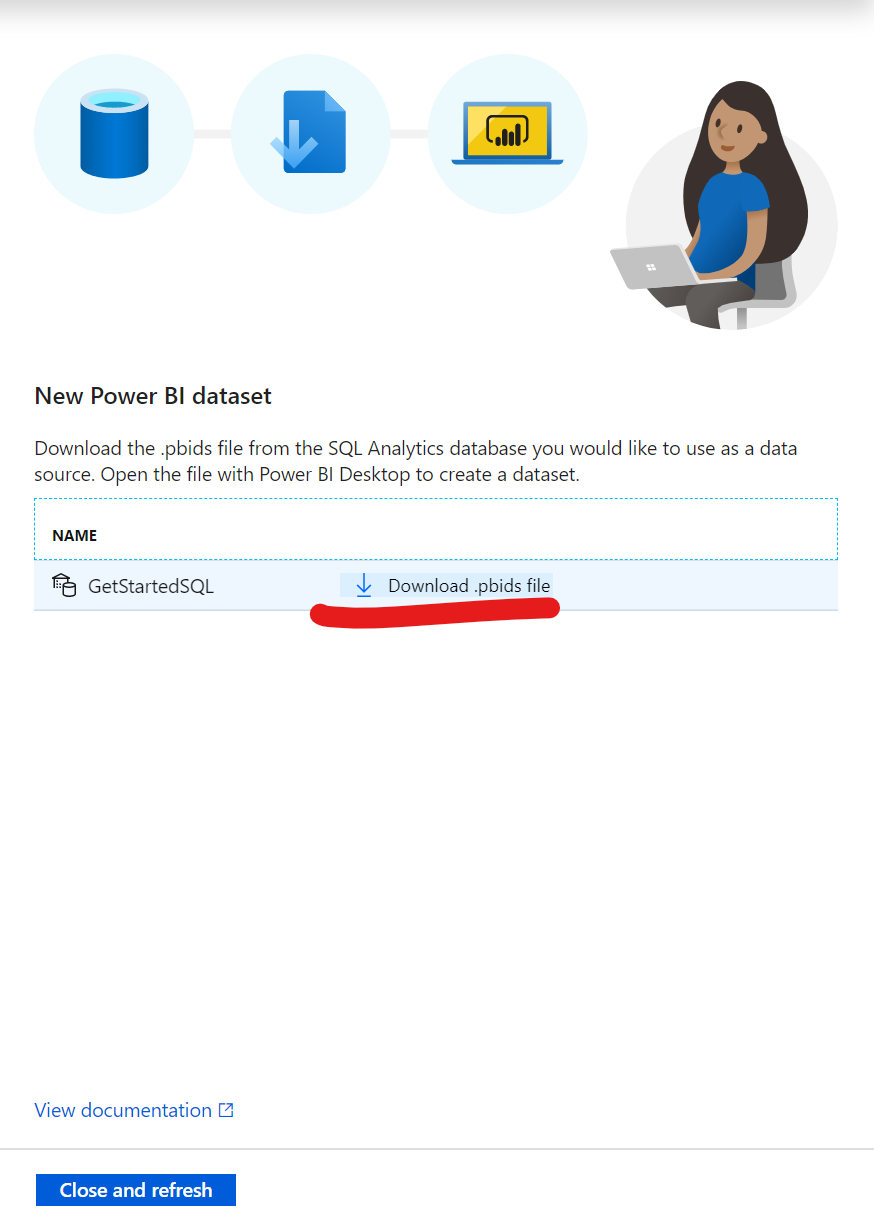 New Power BI dataset
Download the .pbids file from the SQL Analytics database you would like to use as a data
source. Open the file with Power BI Desktop to create a dataset.
NAME
GetStartedSQL Download .pbids file
View documentation
Close and refresh